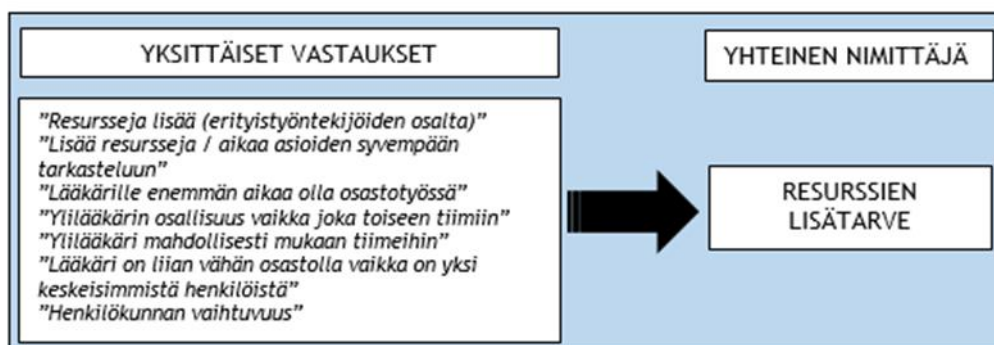 YKSITTÄISET VASTAUKSET
YHTEINEN NIMITTÄJÄ
"Resursseja lisää (erityistyöntekijöiden osalta)"
"Lisää resursseja / aikaa asioiden syvempään
tarkasteluun"
"Lääkärille enemmän aikaa olla osastotyössä"
"Ylilääkärin osallisuus vaikka joka toiseen tiimiin"
"Ylilääkäri mahdollisesti mukaan tiimeihin"
"Lääkäri on liian vähän osastolla vaikka on yksi
keskeisimmistä henkilöistä"
"Henkilökunnan vaihtuvuus"
RESURSSIEN
LISÄTARVE